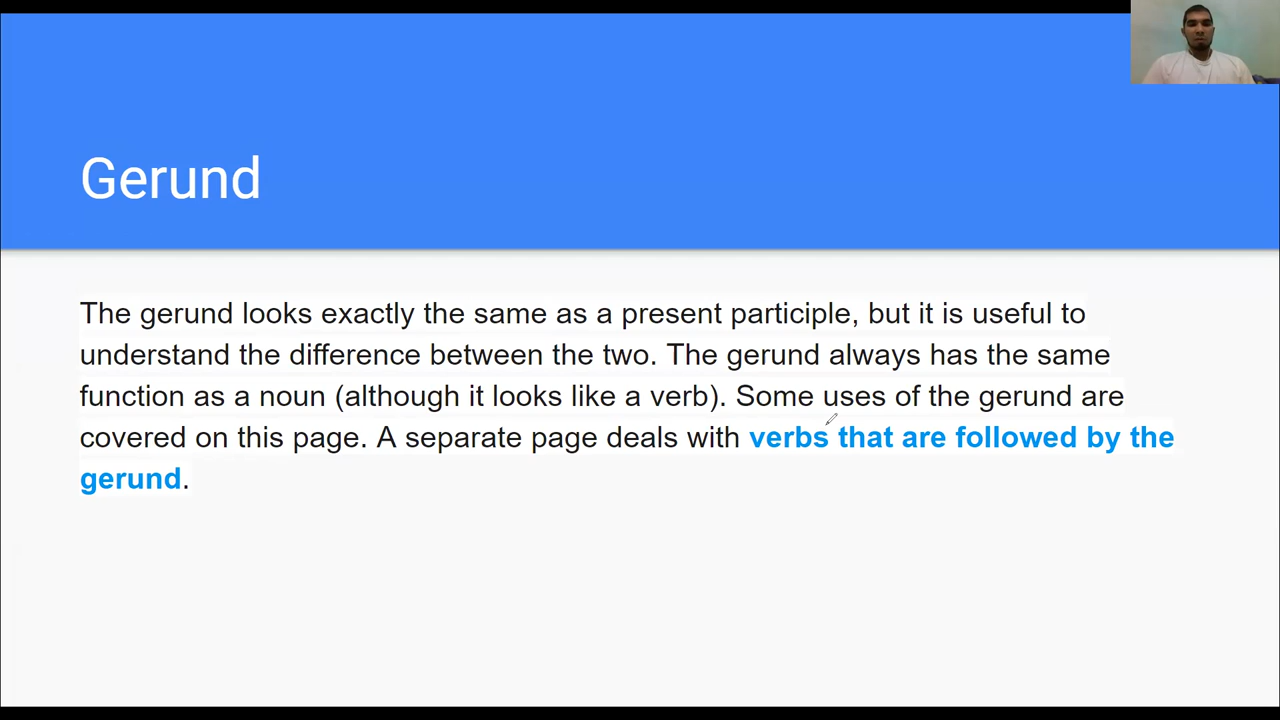 Gerund
The gerund looks exactly the same as a present participle, but it is useful to
understand the difference between the two. The gerund always has the same
function as a noun (although it looks like a verb). Some uses of the gerund are
covered on this page. A separate page deals with verbs that are followed by the
gerund.